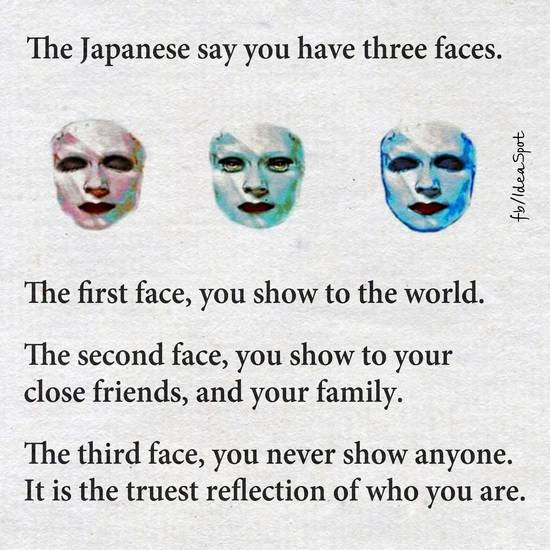 The Japanese say you have three faces.
fb/IdeaSpot
The first face, you show to the world.
The second face, you show to your
close friends, and your family.
The third face, you never show anyone.
It is the truest reflection of who you are.